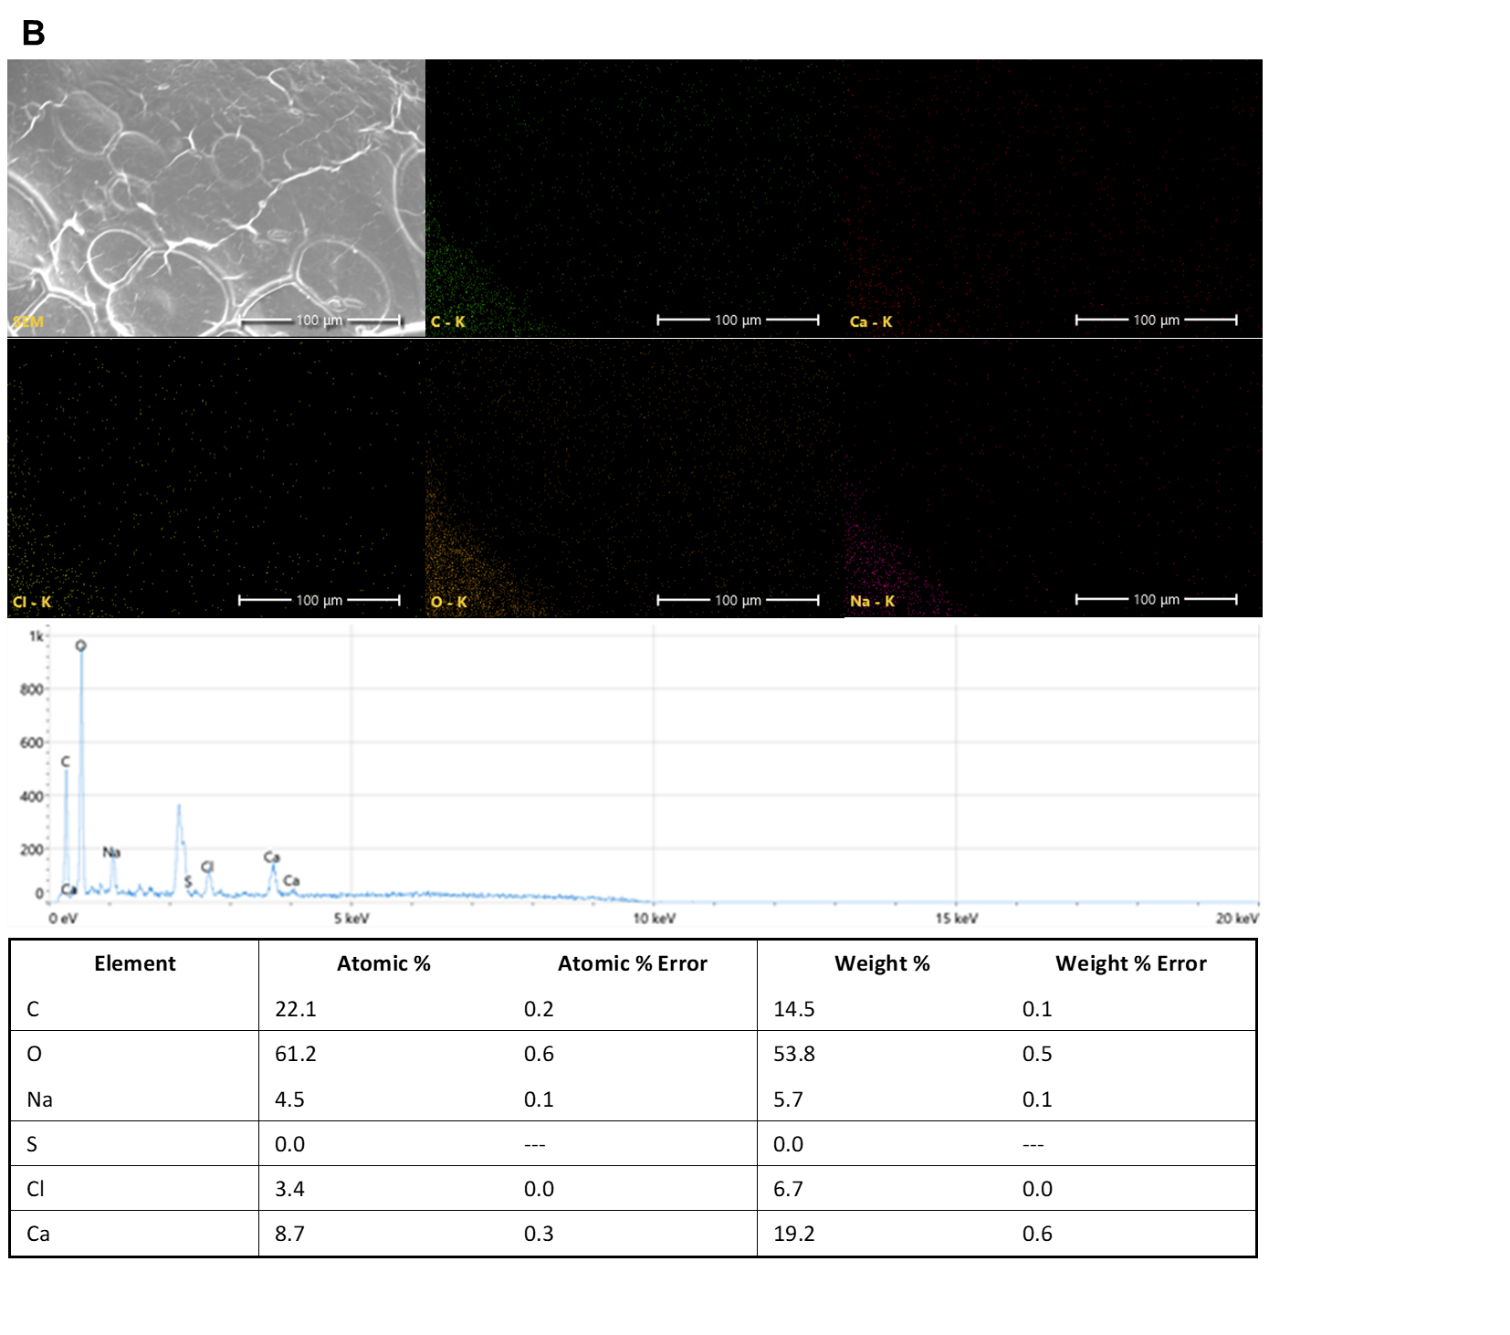 B
SEM 100 µm
C - K 100 µm
Ca - K 100 µm
Cl - K 100 µm
O - K 100 µm
Na - K 100 µm
1k
O
800
600
C
400
200
Na
Ca
Cl
S
Ca
0
Ca
0 eV 5 keV 10 keV 15 keV 20 keV
Element Atomic % Atomic % Error Weight % Weight % Error
C 22.1 0.2 14.5 0.1
O 61.2 0.6 53.8 0.5
Na 4.5 0.1 5.7 0.1
S 0.0 --- 0.0 ---
Cl 3.4 0.0 6.7 0.0
Ca 8.7 0.3 19.2 0.6